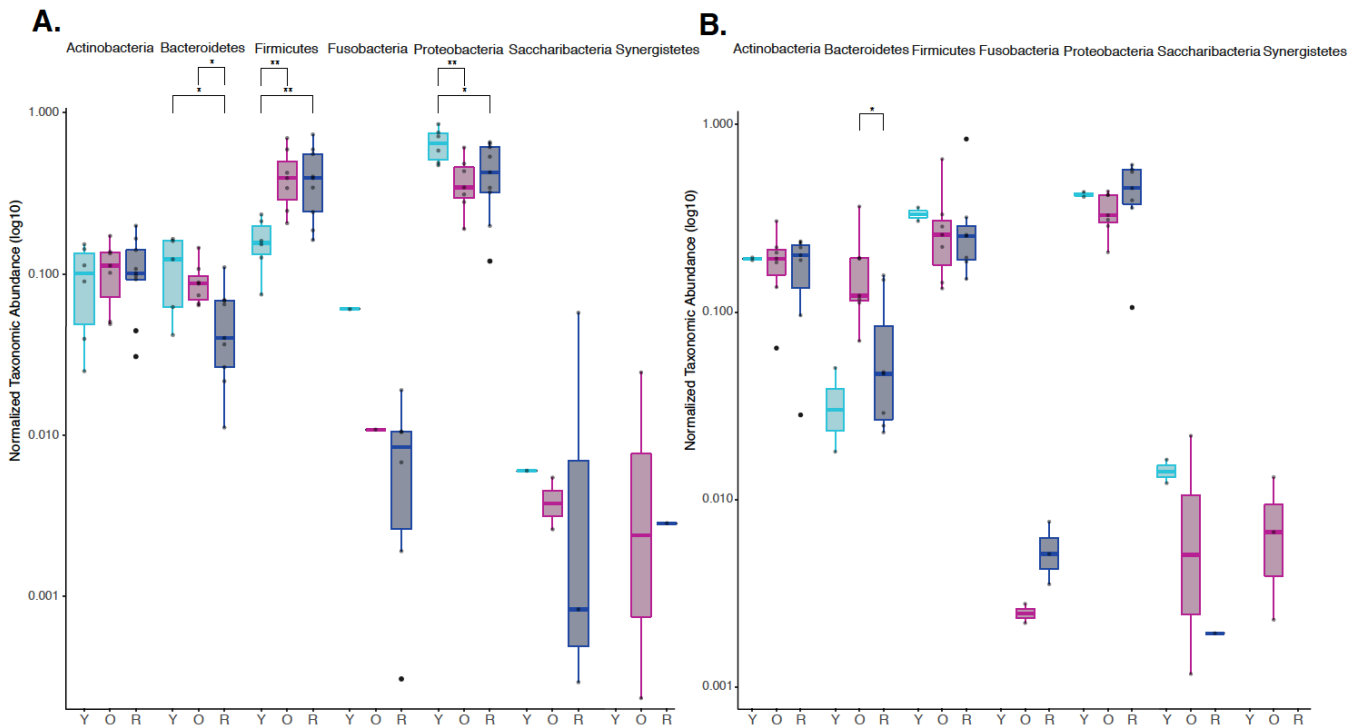 A.
Actinobacteria Bacteroidetes Firmicutes Fusobacteria Proteobacteria Saccharibacteria Synergistetes
*
**
**
*
**
*
Normalized Taxonomic Abundance (log10)
1.000
0.100
0.010
0.001
Y O R Y O R Y O R Y O R Y O R Y O R Y O R
B.
Actinobacteria Bacteroidetes Firmicutes Fusobacteria Proteobacteria Saccharibacteria Synergistetes
*
Normalized Taxonomic Abundance (log10)
1.000
0.100
0.010
0.001
Y O R Y O R Y O R Y O R Y O R Y O R Y O R